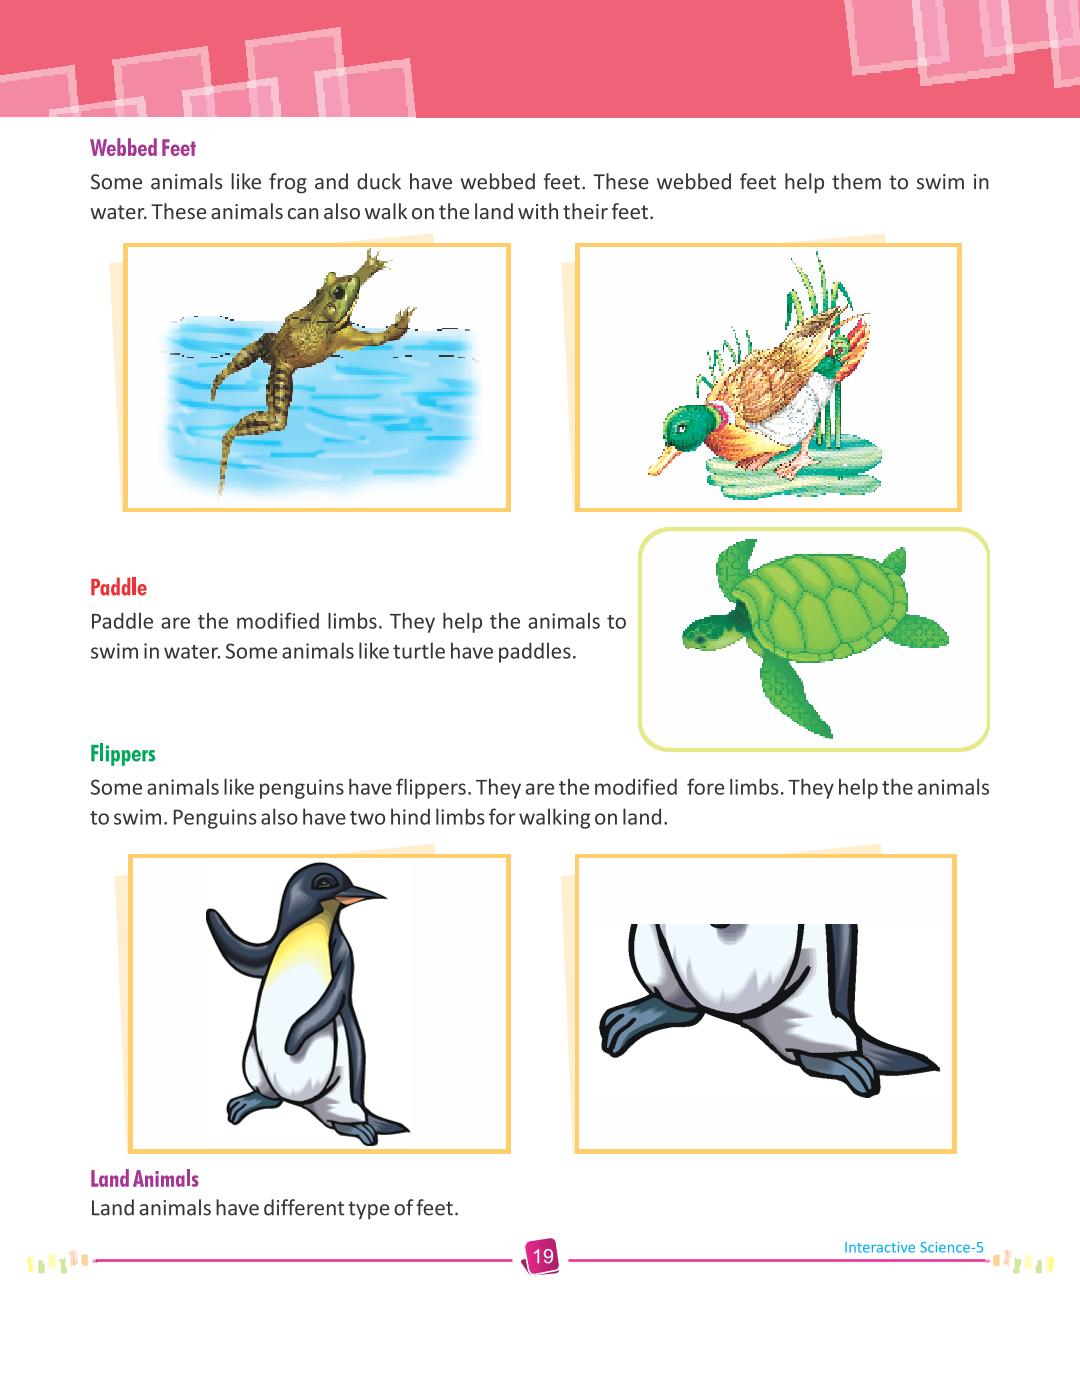 Webbed Feet
Some animals like frog and duck have webbed feet. These webbed feet help them to swim in
water. These animals can also walk on the land with their feet.
Paddle
Paddle are the modified limbs. They help the animals to
swim in water. Some animals like turtle have paddles.
Flippers
Some animals like penguins have flippers. They are the modified fore limbs. They help the animals
to swim. Penguins also have two hind limbs for walking on land.
Land Animals
Land animals have different type of feet.
Interactive Science-5
19